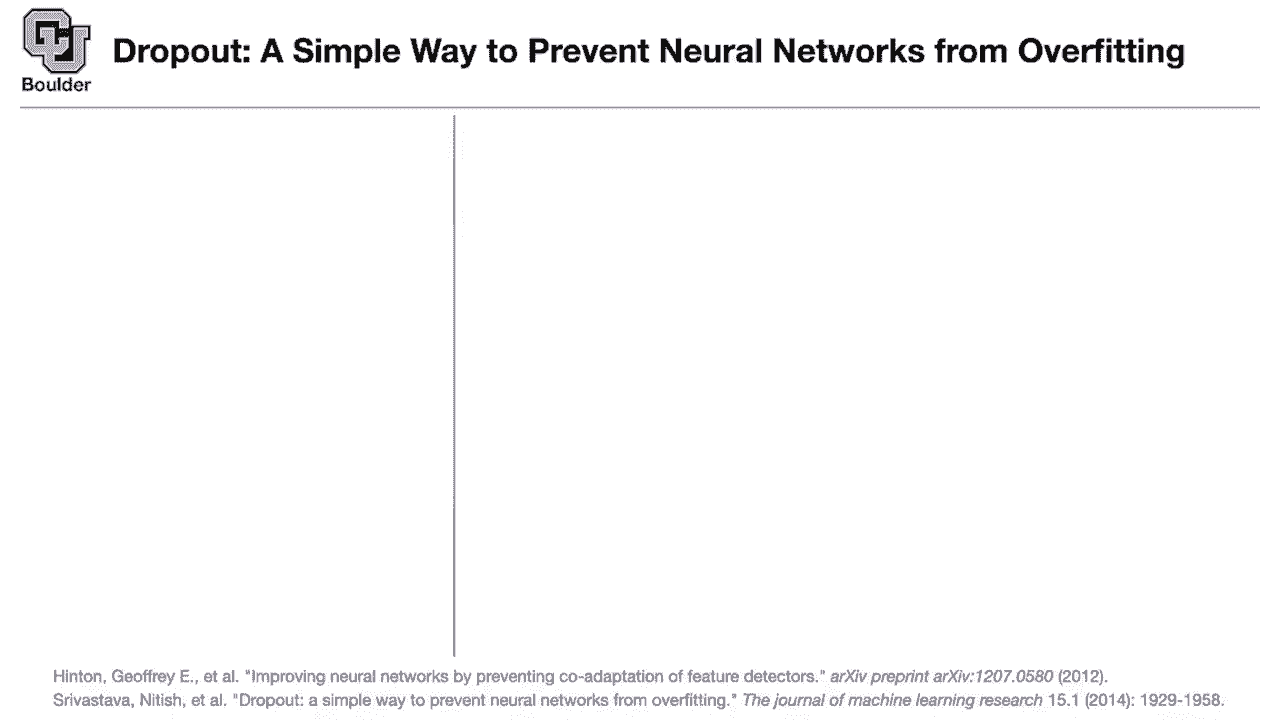 Boulder
Dropout: A Simple Way to Prevent Neural Networks from Overfitting
Hinton, Geoffrey E., et al. "Improving neural networks by preventing co-adaptation of feature detectors." arXiv preprint arXiv:1207.0580 (2012).
Srivastava, Nitish, et al. "Dropout: a simple way to prevent neural networks from overfitting." The journal of machine learning research 15.1 (2014): 1929-1958.